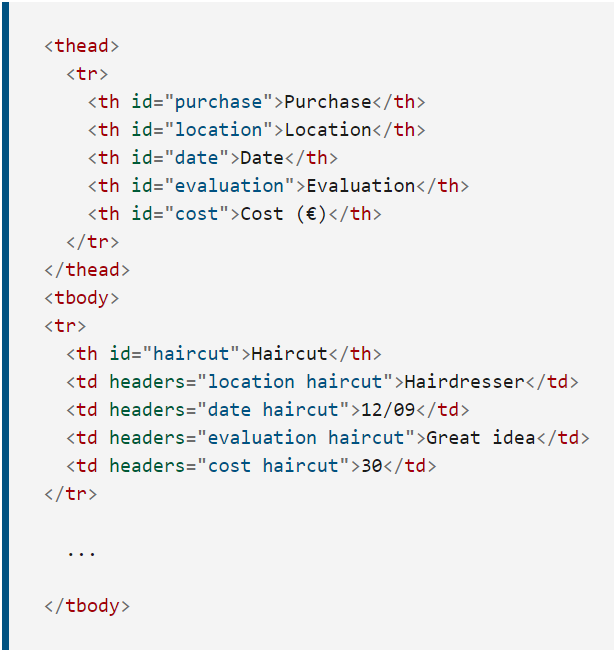 <thead>
<tr>
<th id="purchase">Purchase</th>
<th id="location">Location</th>
<th id="date">Date</th>
<th id="evaluation">Evaluation</th>
<th id="cost">Cost (€)</th>
</tr>
</thead>
<tbody>
<tr>
<th id="haircut">Haircut</th>
<td headers="location haircut">Hairdresser</td>
<td headers="date haircut">12/09</td>
<td headers="evaluation haircut">Great idea</td>
<td headers="cost haircut">30</td>
</tr>
...
</tbody>